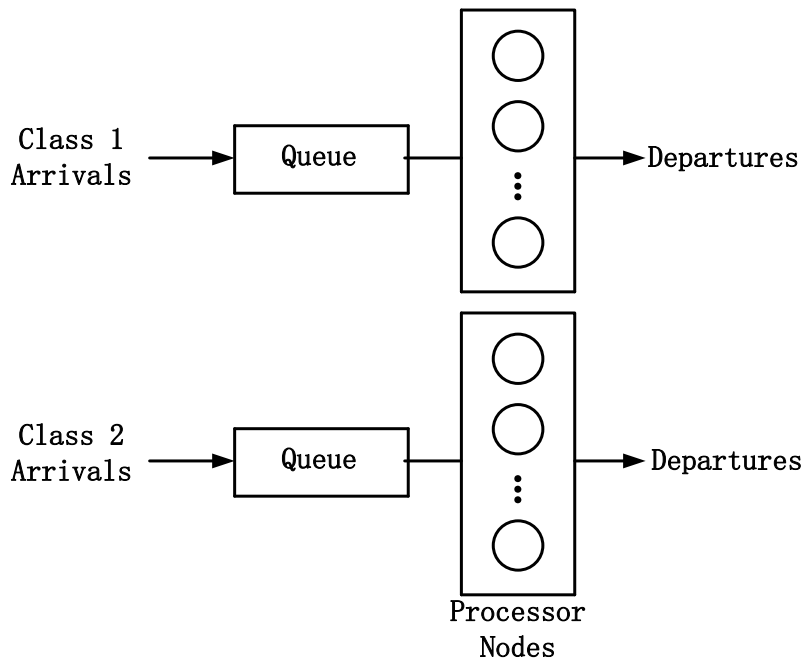 Class 1
Arrivals
Queue
Departures
Class 2
Arrivals
Queue
Departures
Processor
Nodes